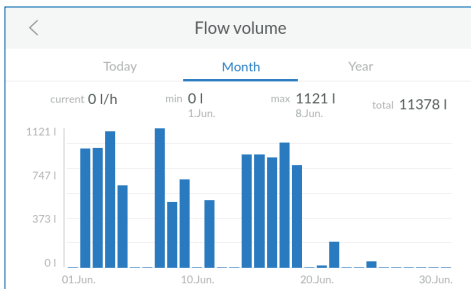 Flow volume
Today Month Year
current 0 l/h min 0 l max 1121 l total 11378 l
1.Jun. 8.Jun.
1121 l
747 l
373 l
0 l
01.Jun. 10.Jun. 20.Jun. 30.Jun.